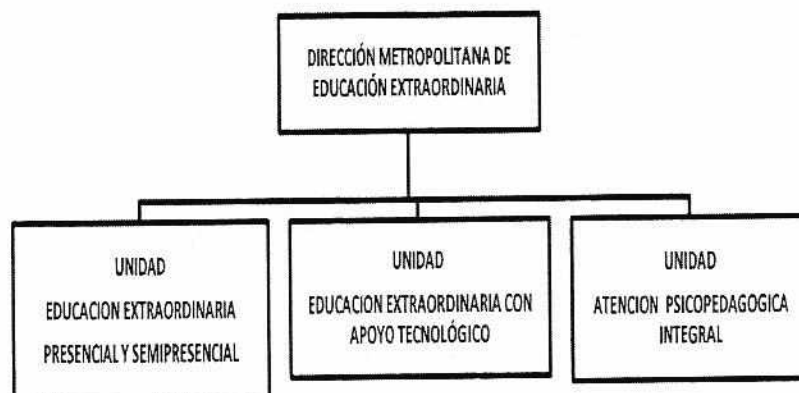 DIRECCIÓN METROPOLITANA DE
EDUCACIÓN EXTRAORDINARIA
UNIDAD
EDUCACION EXTRAORDINARIA
PRESENCIAL Y SEMIPRESENCIAL
UNIDAD
EDUCACION EXTRAORDINARIA CON
APOYO TECNOLÓGICO
UNIDAD
ATENCION PSICOPEDAGOGICA
INTEGRAL